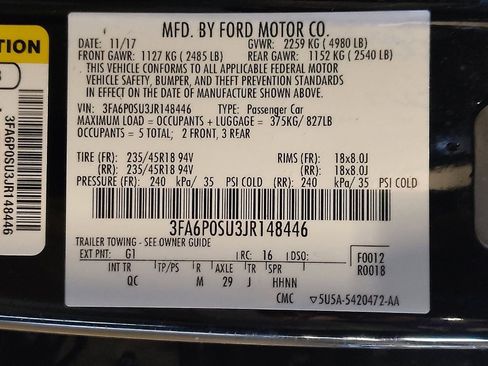 TION
3FA6P0SU3JR148446
MFD. BY FORD MOTOR CO.
DATE: 11/17 GVWR: 2259 KG ( 4980 LB)
FRONT GAWR: 1127 KG ( 2485 LB) REAR GAWR: 1152 KG ( 2540 LB)
THIS VEHICLE CONFORMS TO ALL APPLICABLE FEDERAL MOTOR
VEHICLE SAFETY, BUMPER, AND THEFT PREVENTION STANDARDS
IN EFFECT ON THE DATE OF MANUFACTURE SHOWN ABOVE.
VIN: 3FA6P0SU3JR148446 TYPE: Passenger Car
MAXIMUM LOAD = OCCUPANTS + LUGGAGE = 375KG/ 827LB
OCCUPANTS = 5 TOTAL; 2 FRONT, 3 REAR
TIRE (FR): 235/45R18 94V RIMS (FR): 18x8.0J
(RR): 235/45R18 94V (RR): 18x8.0J
PRESSURE (FR): 240 kPa/ 35 PSI COLD (RR): 240 kPa/ 35 PSI COLD
3FA6P0SU3JR148446
TRAILER TOWING - SEE OWNER GUIDE
EXT PNT: G1 RC: 16 DSO: F0012
R0018
INT TR TP/PS R AXLE TR SPR
QC M 29 J HHNN
CMC 5U5A-5420472-AA